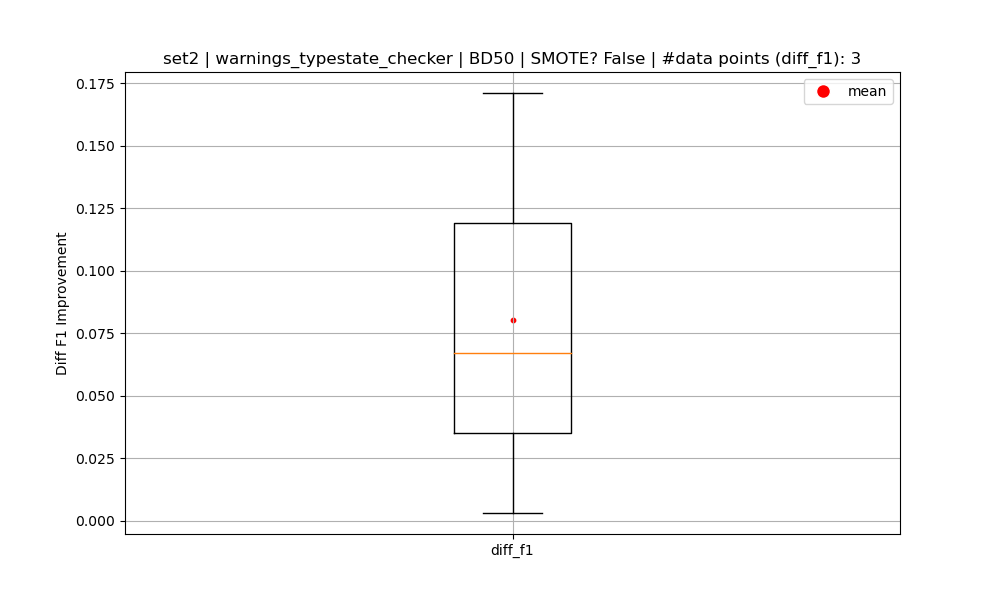 set2 | warnings_typestate_checker | BD50 | SMOTE? False | #data points (diff_f1): 3
mean
0.175
0.150
0.125
0.100
0.075
0.050
0.025
0.000
Diff F1 Improvement
diff_f1